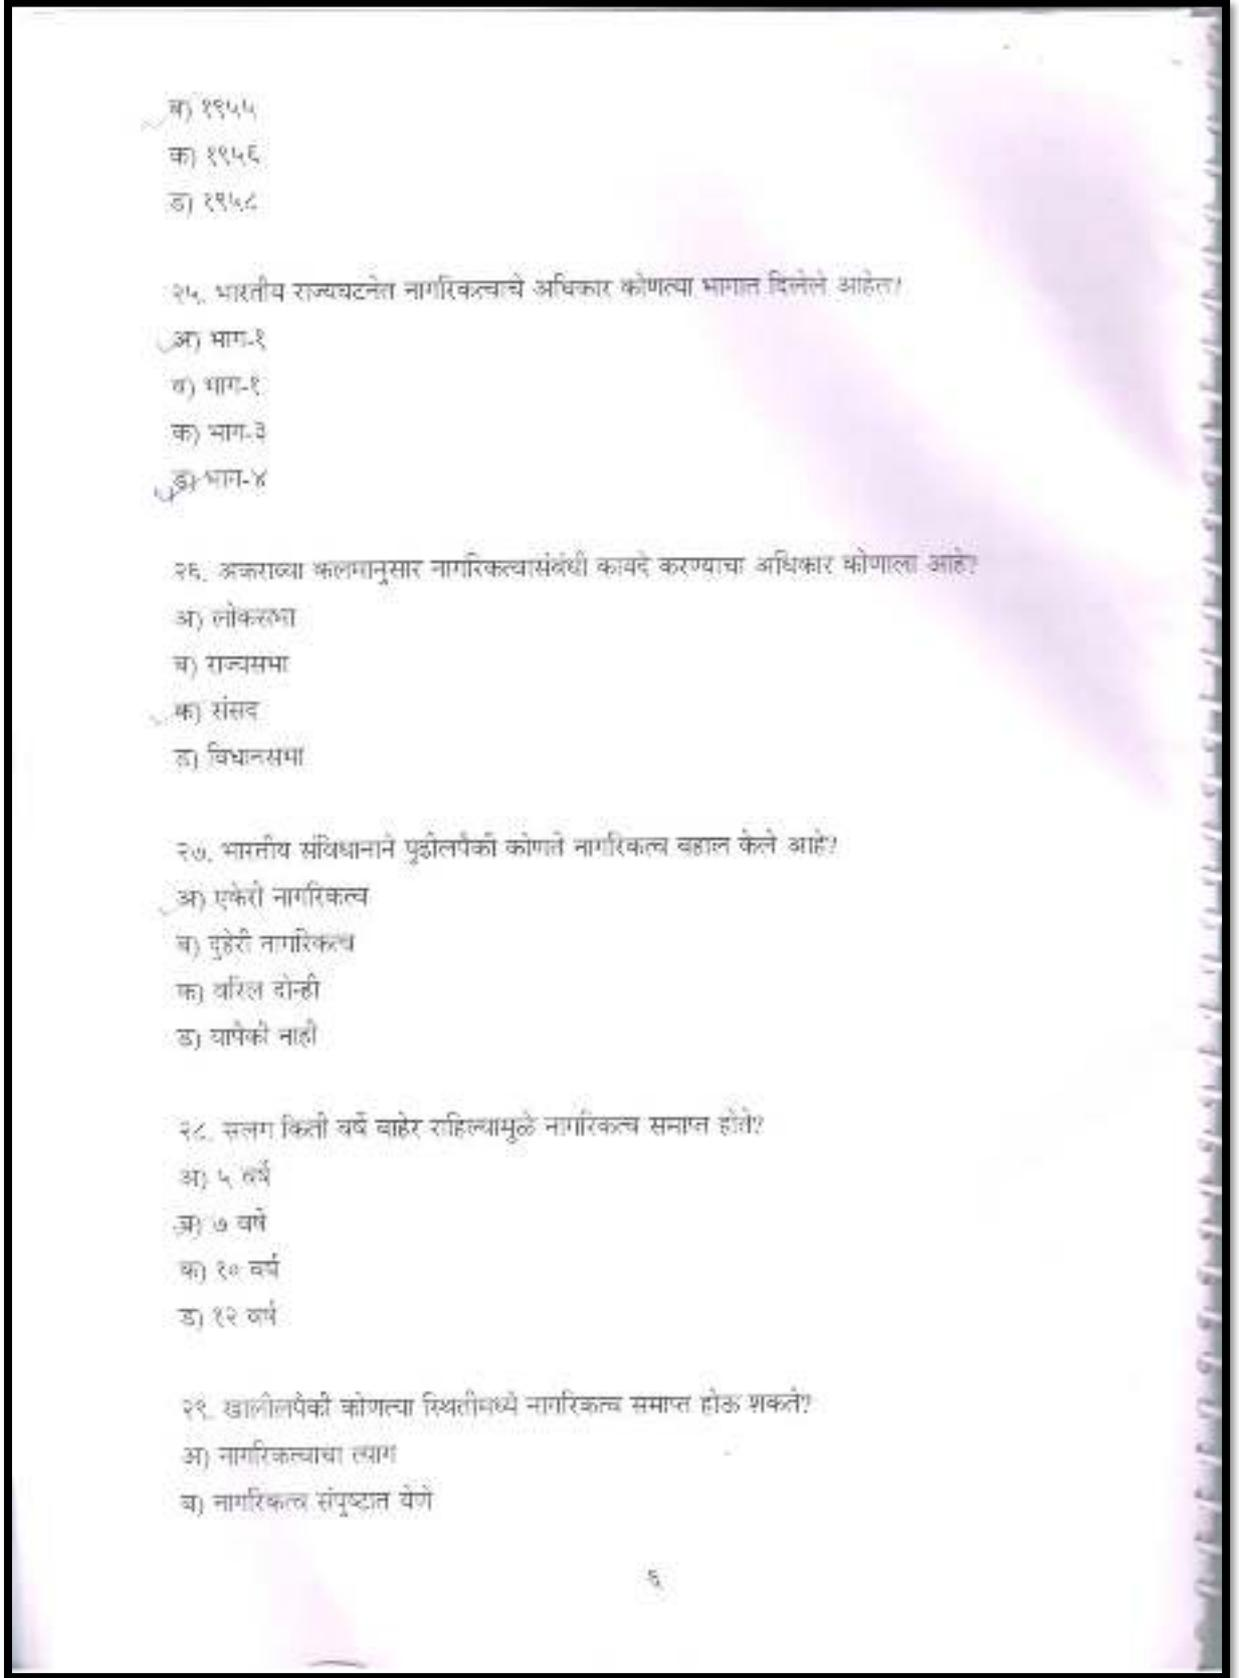 ब) १९५५
क) १९५६
ड) १९५८
२५. भारतीय राज्यघटनेत नागरिकत्वाचे अधिकार कोणत्या भागात दिलेले आहेत?
अ) भाग-१
ब) भाग-१
क) भाग-३
ड) भाग-४
२६. अकराव्या कलमानुसार नागरिकत्वासंबंधी कायदे करण्याचा अधिकार कोणाला आहे?
अ) लोकसभा
ब) राज्यसभा
क) संसद
ड) विधानसभा
२७. भारतीय संविधानाने पुढीलपैकी कोणते नागरिकत्व बहाल केले आहे?
अ) एकेरी नागरिकत्व
ब) दुहेरी नागरिकत्व
क) वरिल दोन्ही
ड) यापैकी नाही
२८. सलग किती वर्षे बाहेर राहिल्यामुळे नागरिकत्व समाप्त होते?
अ) ५ वर्षे
ब) ७ वर्षे
क) १० वर्षे
ड) १२ वर्षे
२९. खालीलपैकी कोणत्या स्थितीमध्ये नागरिकत्व समाप्त होऊ शकते?
अ) नागरिकत्वाचा त्याग
ब) नागरिकत्व संपुष्टात येणे
६